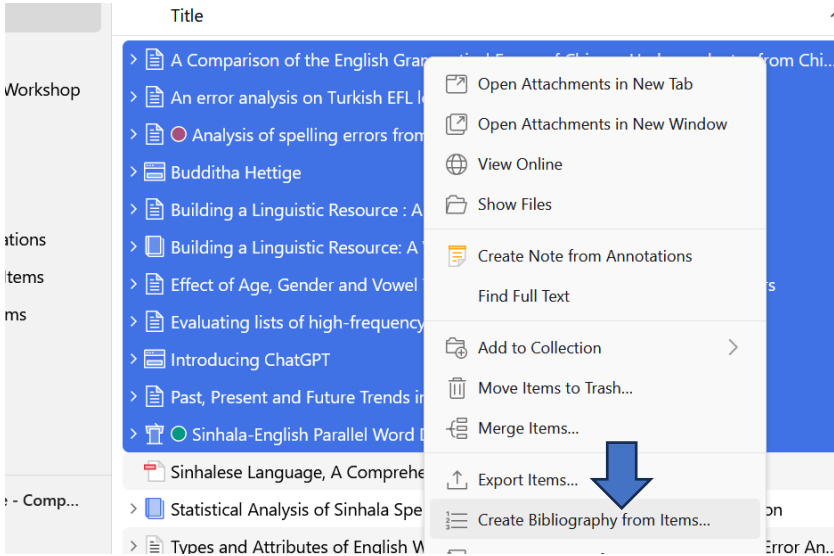 Title
Workshop
ations
Items
ms
e - Comp...
A Comparison of the English Gram
from Chi...
An error analysis on Turkish EFL l
Analysis of spelling errors from
Budditha Hettige
Building a Linguistic Resource : A
Building a Linguistic Resource: A
Effect of Age, Gender and Vowel
rs
Evaluating lists of high-frequency
Introducing ChatGPT
Past, Present and Future Trends in
Sinhala-English Parallel Word D
Sinhalese Language, A Comprehe
Statistical Analysis of Sinhala Spe
on
Types and Attributes of English W
Error An...
Open Attachments in New Tab
Open Attachments in New Window
View Online
Show Files
Create Note from Annotations
Find Full Text
Add to Collection
Move Items to Trash...
Merge Items...
Export Items...
Create Bibliography from Items...